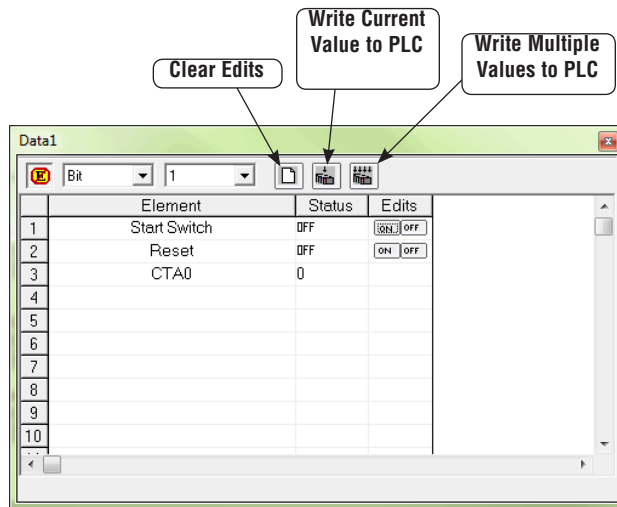 Write Current
Value to PLC
Write Multiple
Values to PLC
Clear Edits
Data1
E Bit 1
Element Status Edits
1 Start Switch OFF ON OFF
2 Reset OFF ON OFF
3 CTA0 0
4
5
6
7
8
9
10